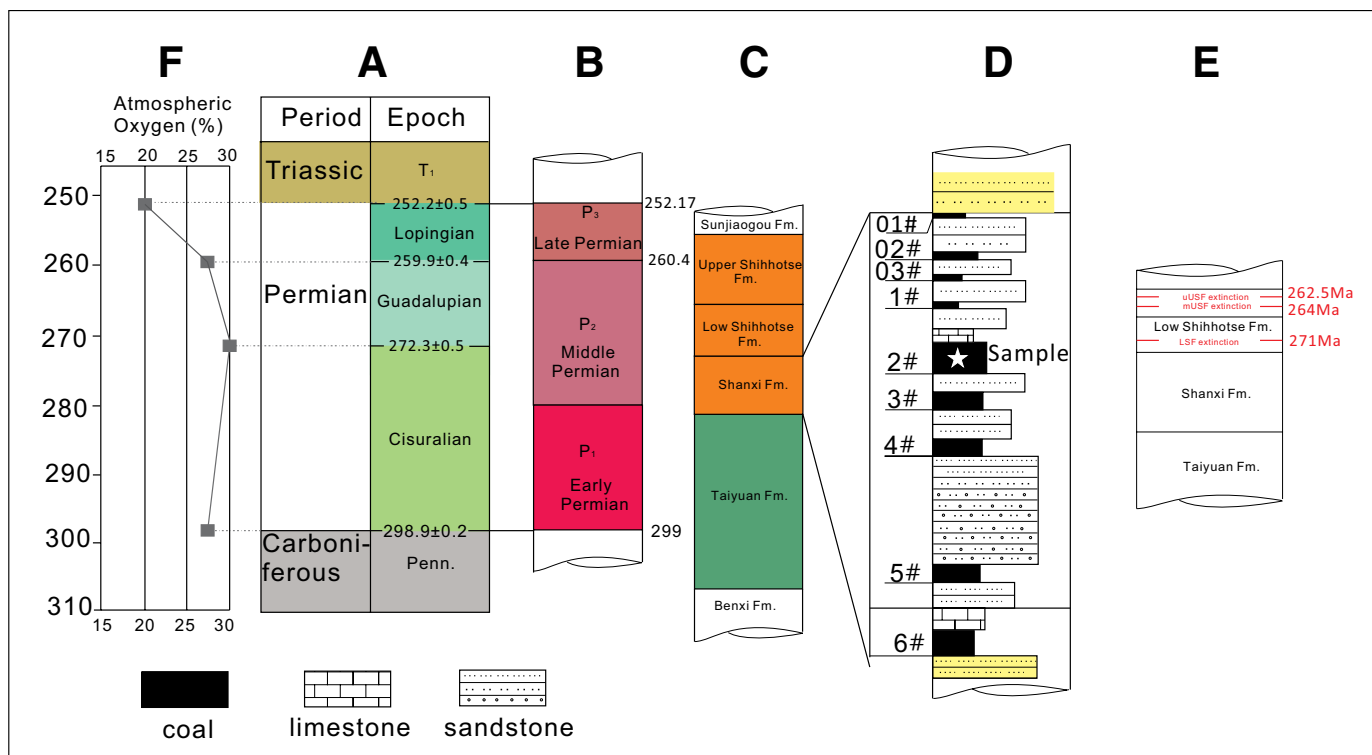 F
A
B
C
D
E
Atmospheric
Oxygen (%)
15 20 25 30
250
260
270
280
290
300
310
15 20 25 30
Period Epoch
Triassic T1
252.2±0.5
Lopingian
259.9±0.4
Permian Guadalupian
272.3±0.5
Cisuralian
298.9±0.2
Carboni-
ferous
Penn.
252.17
P3
Late Permian
260.4
P2
Middle
Permian
P1
Early
Permian
299
Sunjiaogou Fm.
Upper Shihhotse
Fm.
Low Shihhotse
Fm.
Shanxi Fm.
Taiyuan Fm.
Benxi Fm.
01#
02#
03#
1#
2#
Sample
3#
4#
5#
6#
uUSF extinction 262.5Ma
mUSF extinction 264Ma
Low Shihhotse Fm.
LSF extinction 271Ma
Shanxi Fm.
Taiyuan Fm.
coal
limestone
sandstone